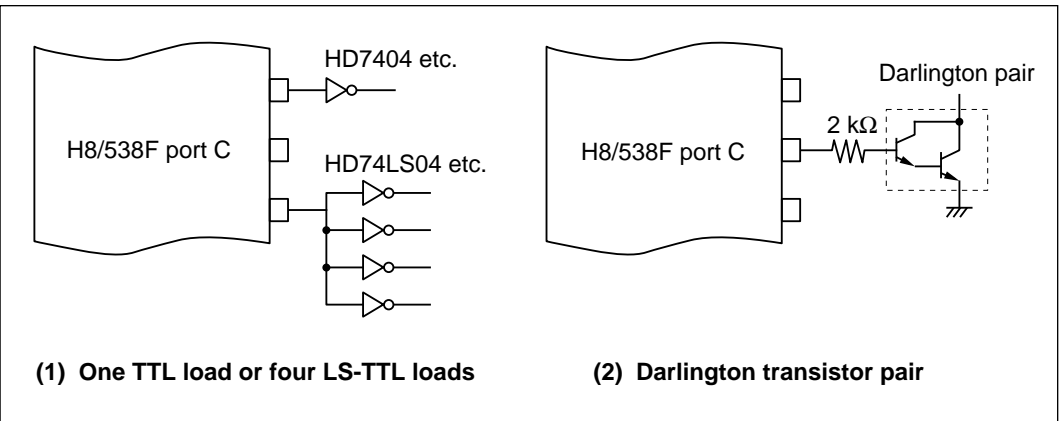 HD7404 etc.
H8/538F port C
HD74LS04 etc.
(1) One TTL load or four LS-TTL loads
Darlington pair
2 kΩ
H8/538F port C
(2) Darlington transistor pair